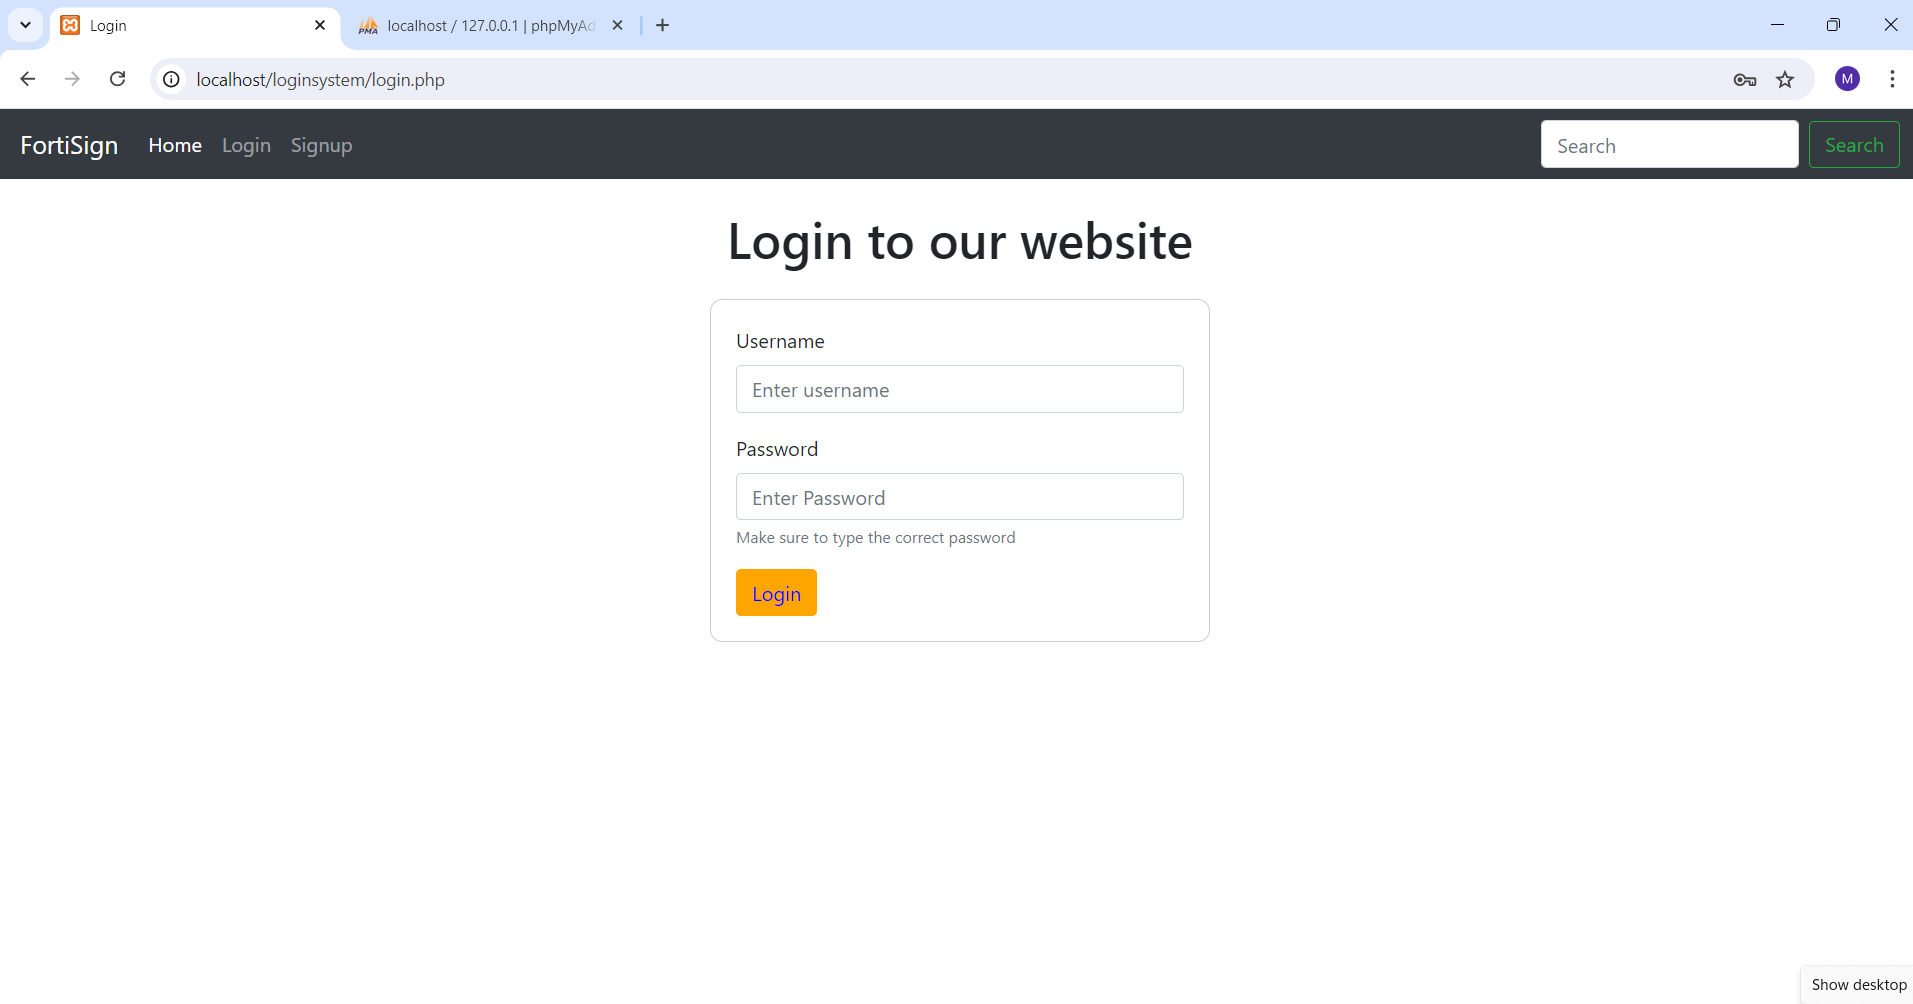 Login
localhost / 127.0.0.1 | phpMyAd
localhost/loginsystem/login.php
M
FortiSign Home Login Signup Search Search
Login to our website
Username
Enter username
Password
Enter Password
Make sure to type the correct password
Login
Show desktop